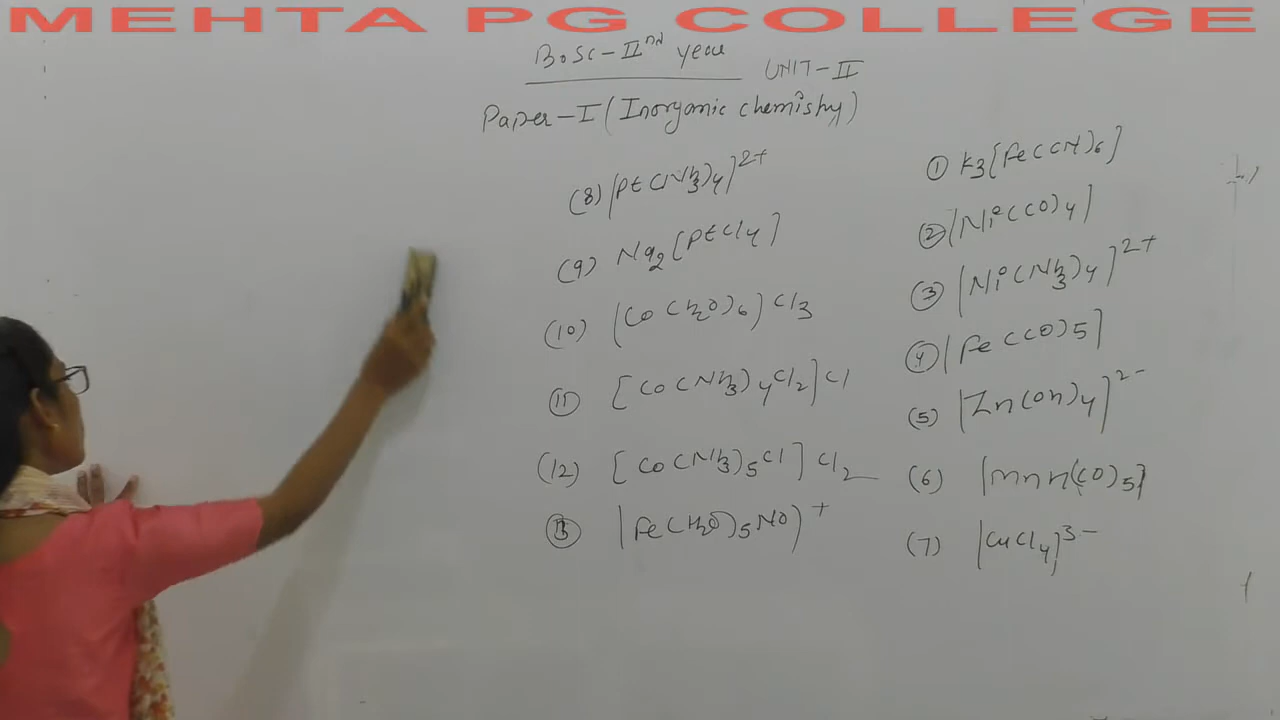 MEHTA PG COLLEGE
B.Sc-IInd year
UNIT-II
Paper-I (Inorganic chemistry)
① K3[Fe(CN)6]
② [Ni(CO)4]
③ [Ni(NH3)4]2+
④ [Fe(CO)5]
(5) [Zn(OH)4]2-
(6) [MnH(CO)5]
(7) [CuCl4]3-
(8) [Pt(NH3)4]2+
(9) Na2[PtCl4]
(10) [Co(H2O)6]Cl3
⑪ [Co(NH3)4Cl2]Cl
(12) [Co(NH3)5Cl]Cl2
⑬ [Fe(H2O)5NO]+